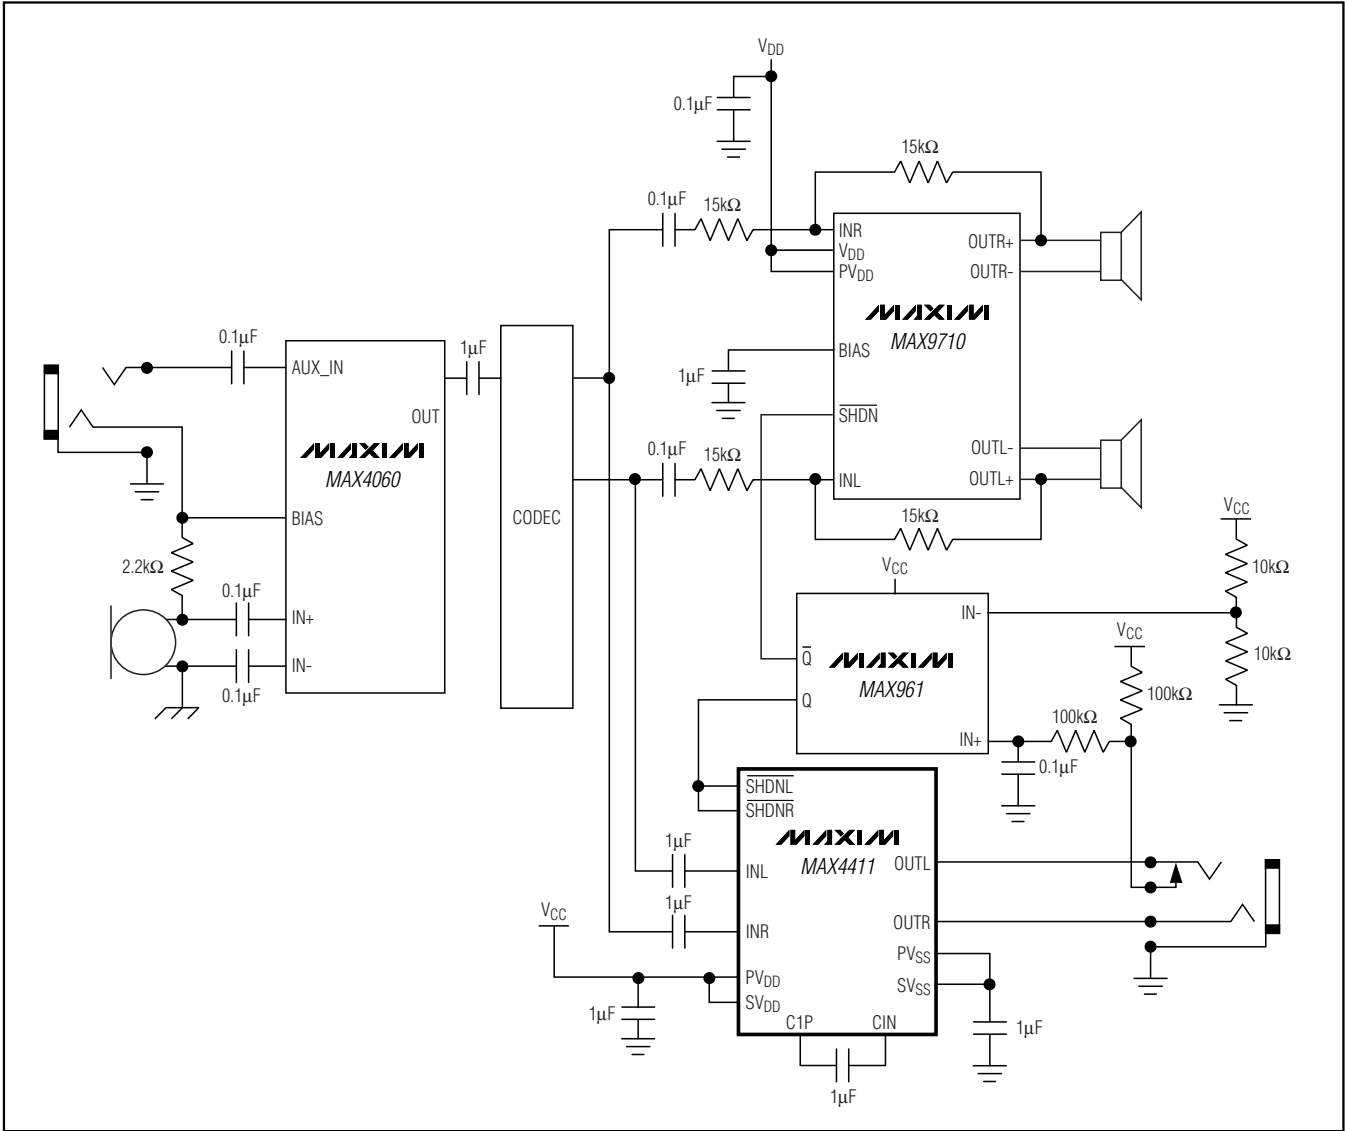 VDD
0.1µF
15kΩ
0.1µF
15kΩ
INR
VDD
PVDD
OUTR+
OUTR-
MAXIM
MAX9710
BIAS
1µF
SHDN
OUTL-
OUTL+
INL
0.1µF
15kΩ
15kΩ
0.1µF
AUX_IN
1µF
OUT
MAXIM
MAX4060
BIAS
2.2kΩ
0.1µF
IN+
IN-
0.1µF
CODEC
VCC
IN-
Q
MAXIM
MAX961
Q
IN+
VCC
10kΩ
10kΩ
VCC
100kΩ
100kΩ
0.1µF
SHDNL
SHDNR
MAXIM
MAX4411
1µF
INL
OUTL
1µF
INR
OUTR
VCC
PVDD
SVDD
PVSS
SVSS
1µF
C1P
CIN
1µF
1µF